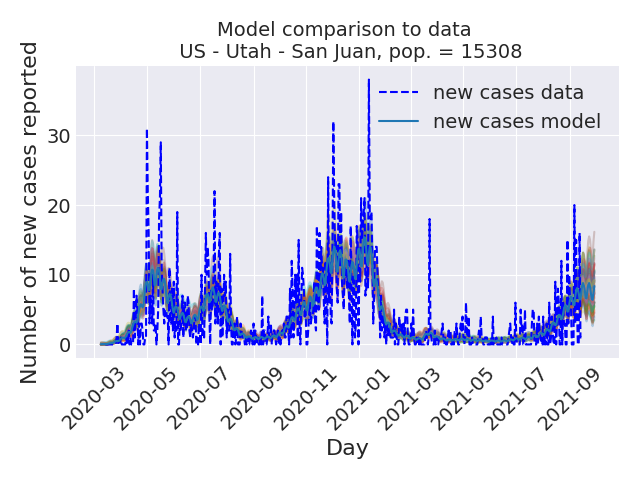 Model comparison to data
US - Utah - San Juan, pop. = 15308
Number of new cases reported
30
20
10
0
new cases data
new cases model
2020-03
2020-05
2020-07
2020-09
2020-11
2021-01
2021-03
2021-05
2021-07
2021-09
Day